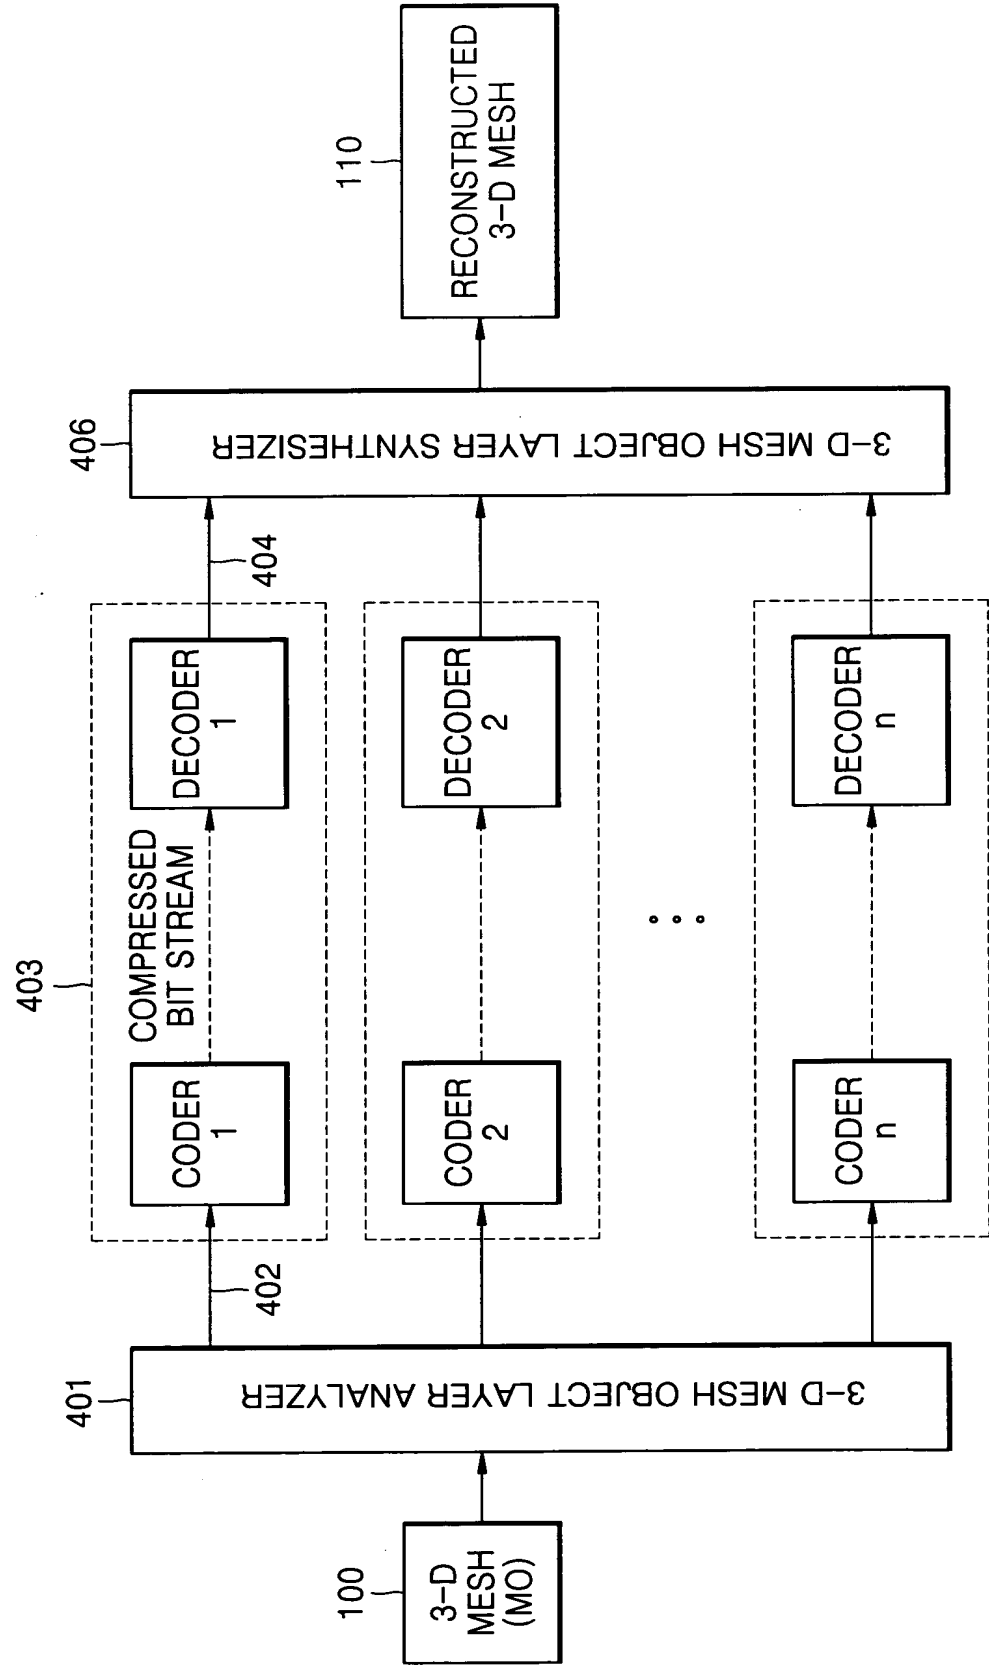 100
3-D
MESH
(MO)
401
3-D MESH OBJECT LAYER ANALYZER
402
403
CODER
1
COMPRESSED
BIT STREAM
DECODER
1
CODER
2
DECODER
2
CODER
n
DECODER
n
404
406
3-D MESH OBJECT LAYER SYNTHESIZER
110
RECONSTRUCTED
3-D MESH